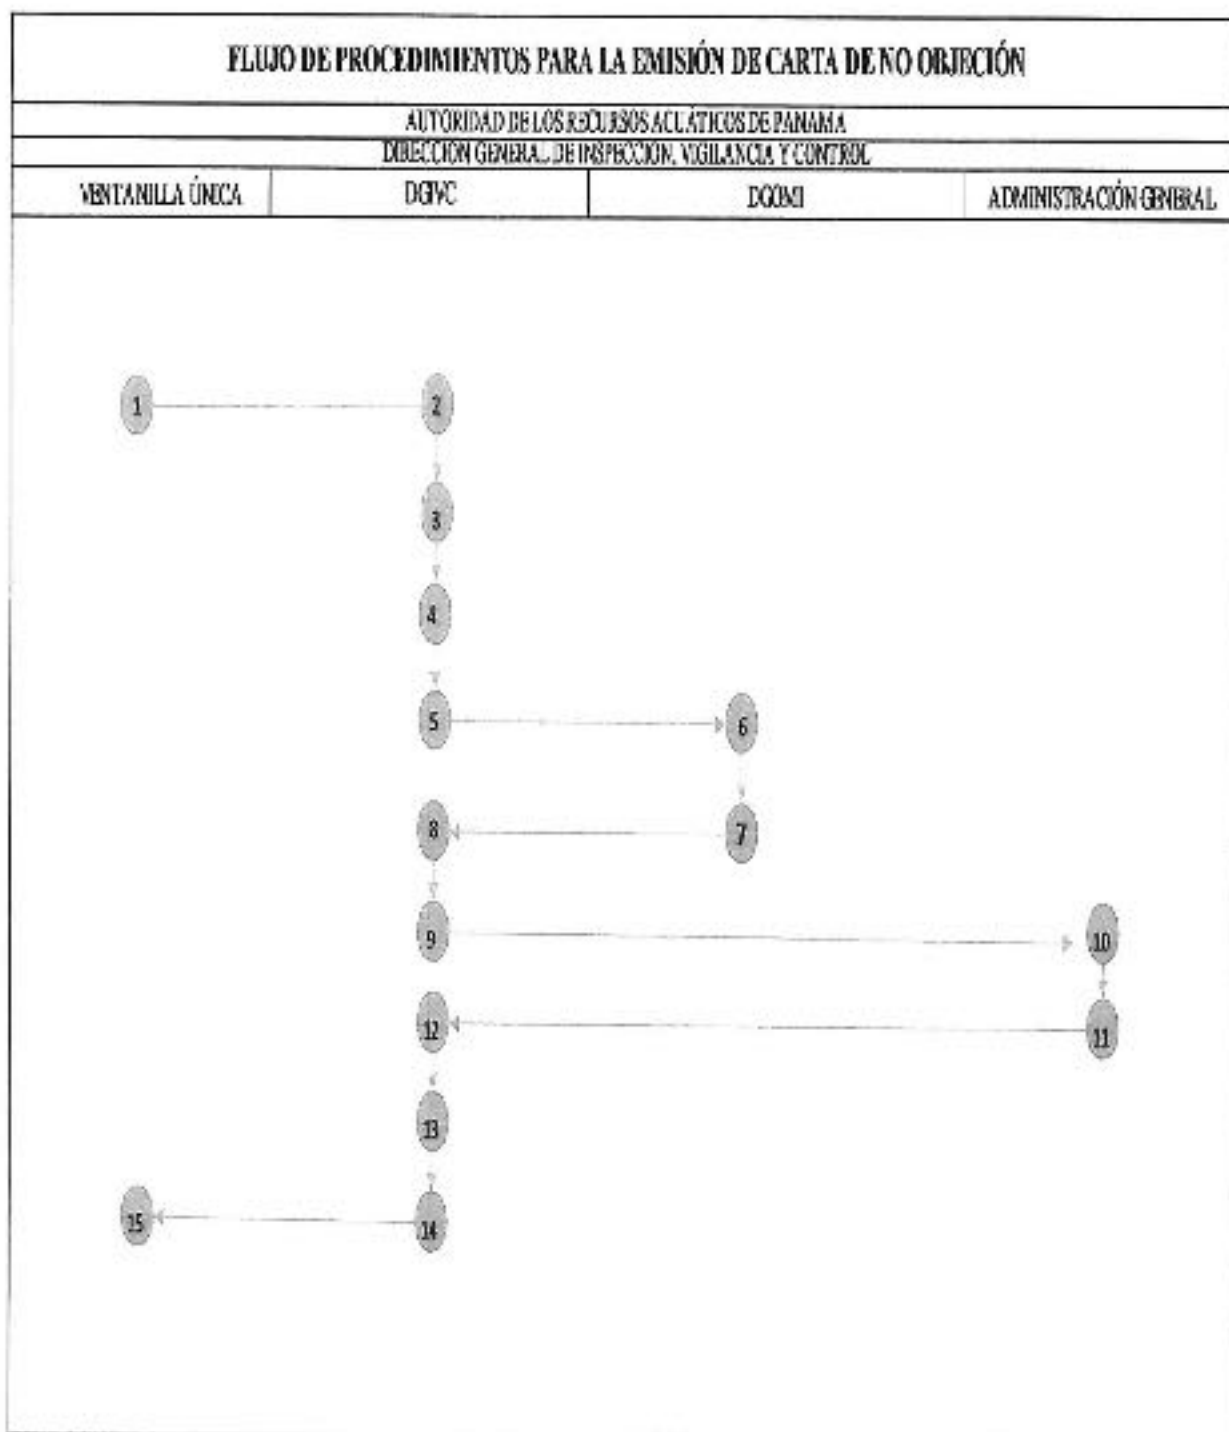 FLUJO DE PROCEDIMIENTOS PARA LA EMISIÓN DE CARTA DE NO OBJECIÓN
AUTORIDAD DE LOS RECURSOS ACUÁTICOS DE PANAMA
DIRECCIÓN GENERAL DE INSPECCIÓN, VIGILANCIA Y CONTROL
VENTANILLA ÚNICA DGIVC DGOMI ADMINISTRACIÓN GENERAL
1 2
3
4
5 6
8 7
9 10
12 11
13
15 14